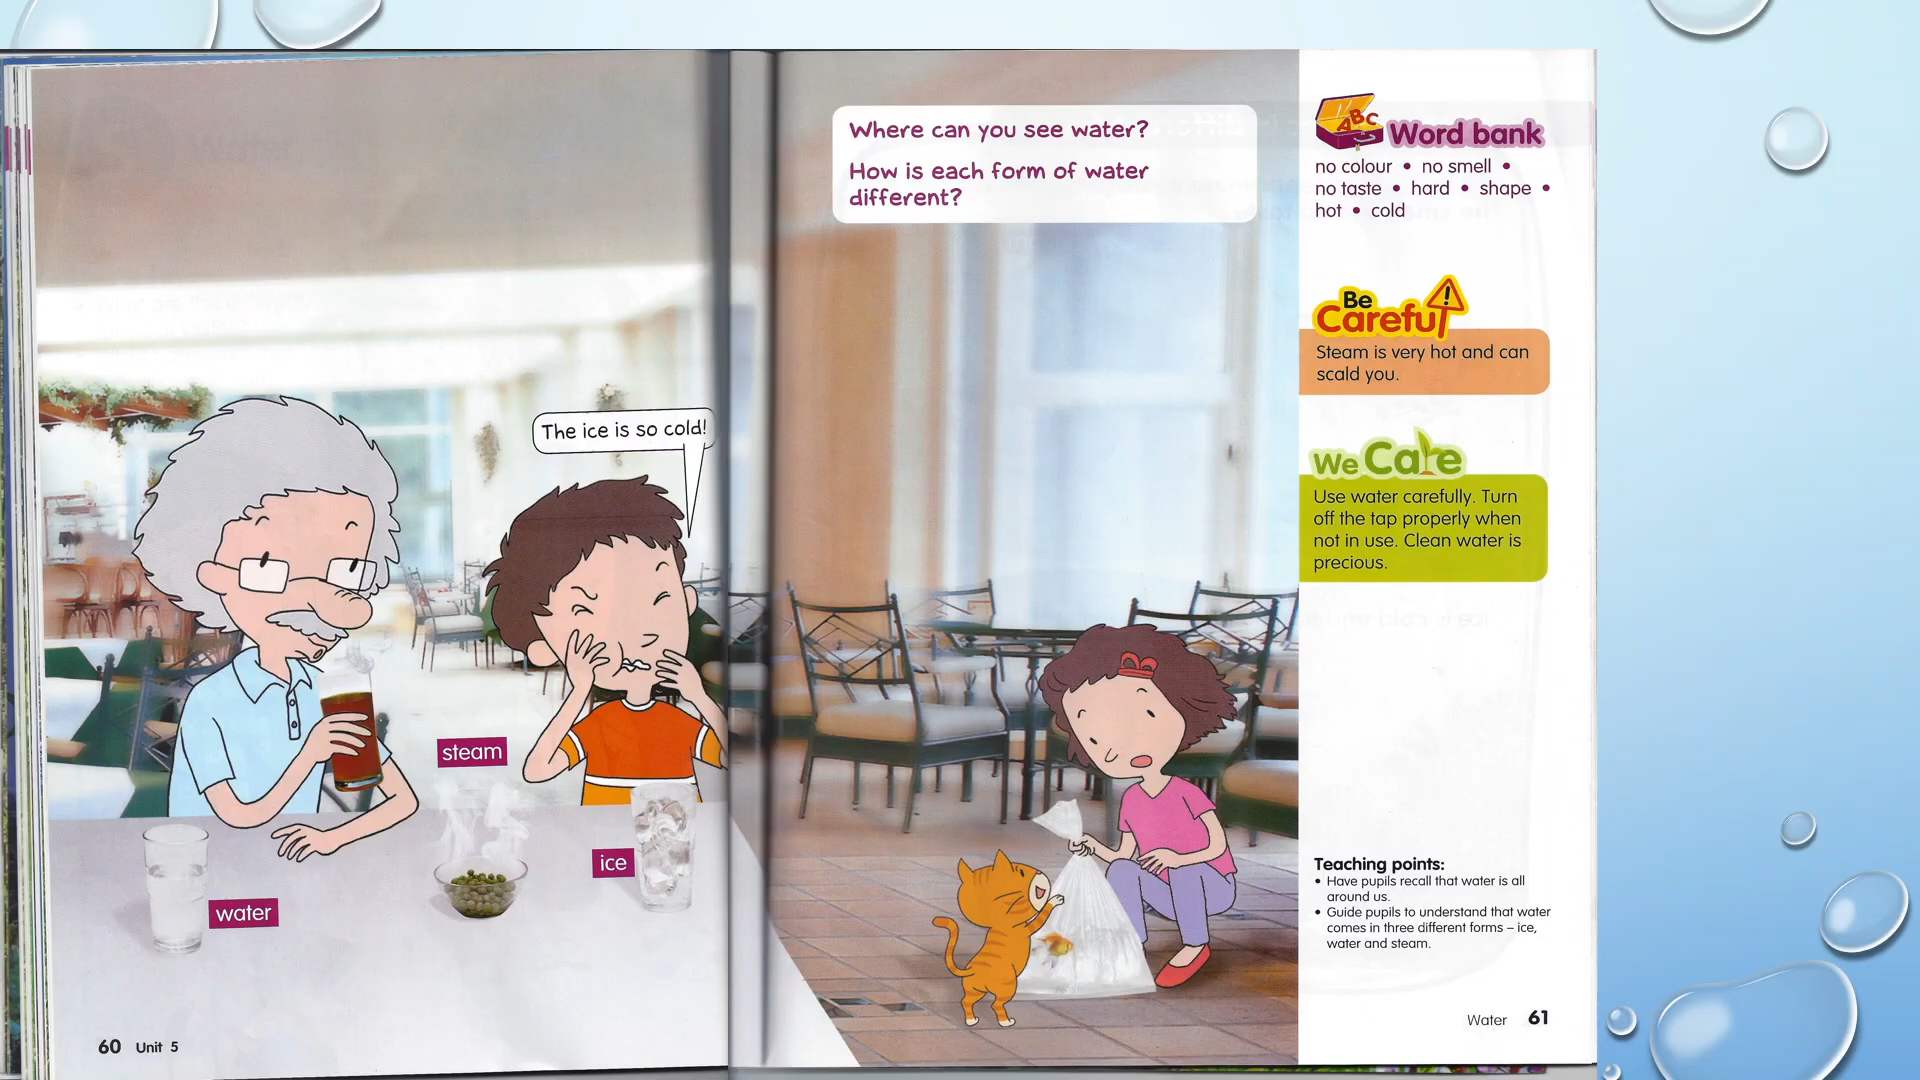 The ice is so cold!
steam
ice
water
60 Unit 5
Where can you see water?
How is each form of water
different?
ABC
Word bank
no colour • no smell •
no taste • hard • shape •
hot • cold
Be
Careful
Steam is very hot and can
scald you.
We Care
Use water carefully. Turn
off the tap properly when
not in use. Clean water is
precious.
Teaching points:
• Have pupils recall that water is all
around us.
• Guide pupils to understand that water
comes in three different forms – ice,
water and steam.
Water 61